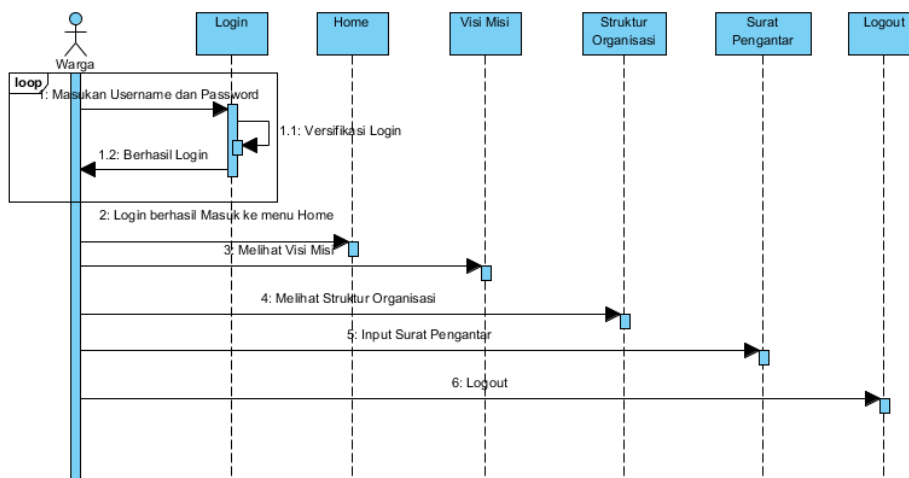 Login
Home
Visi Misi
Struktur
Organisasi
Surat
Pengantar
Logout
Warga
loop
1: Masukan Username dan Password
1.1: Versifikasi Login
1.2: Berhasil Login
2: Login berhasil Masuk ke menu Home
3: Melihat Visi Misi
4: Melihat Struktur Organisasi
5: Input Surat Pengantar
6: Logout